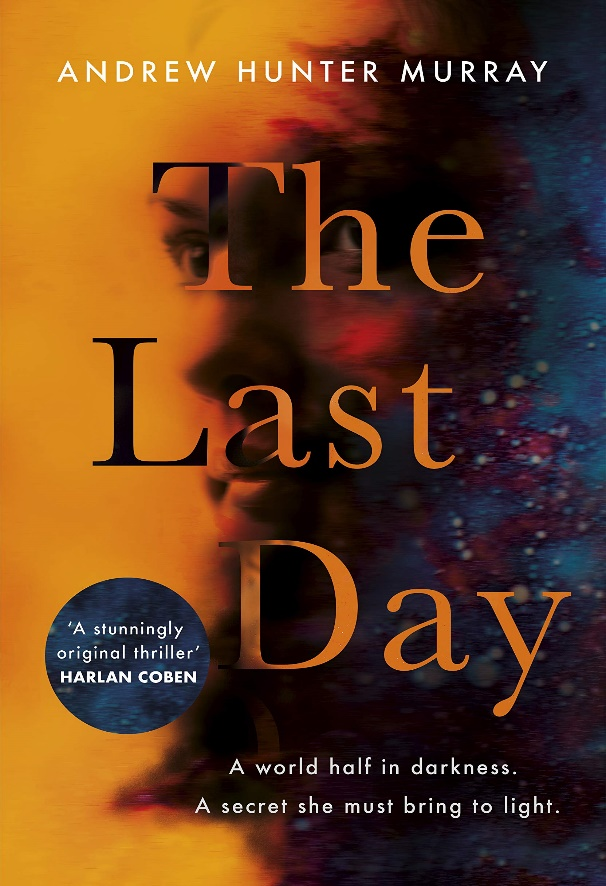 ANDREW HUNTER MURRAY
The
Last
Day
‘A stunningly
original thriller’
HARLAN COBEN
A world half in darkness.
A secret she must bring to light.